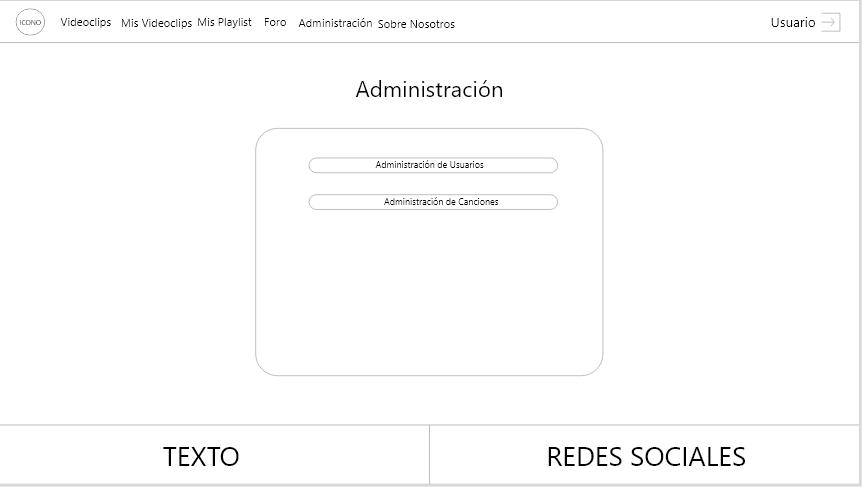 ICONO Videoclips Mis Videoclips Mis Playlist Foro Administración Sobre Nosotros Usuario
Administración
Administración de Usuarios
Administración de Canciones
TEXTO REDES SOCIALES